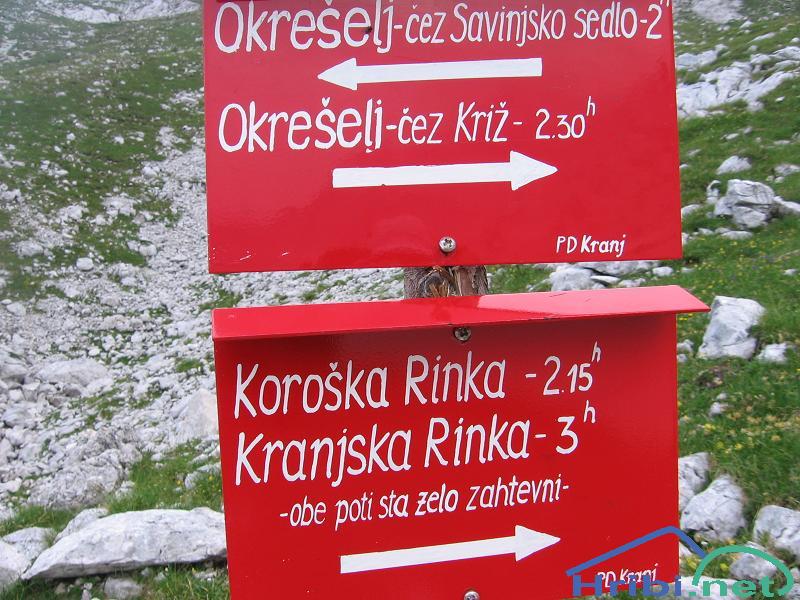 Okrešelj-čez Savinjsko sedlo-2h
Okrešelj-čez Križ- 2.30h
PD Kranj
Koroška Rinka -2.15h
Kranjska Rinka-3h
-obe poti sta zelo zahtevni-
PD Kranj
Hribi.net